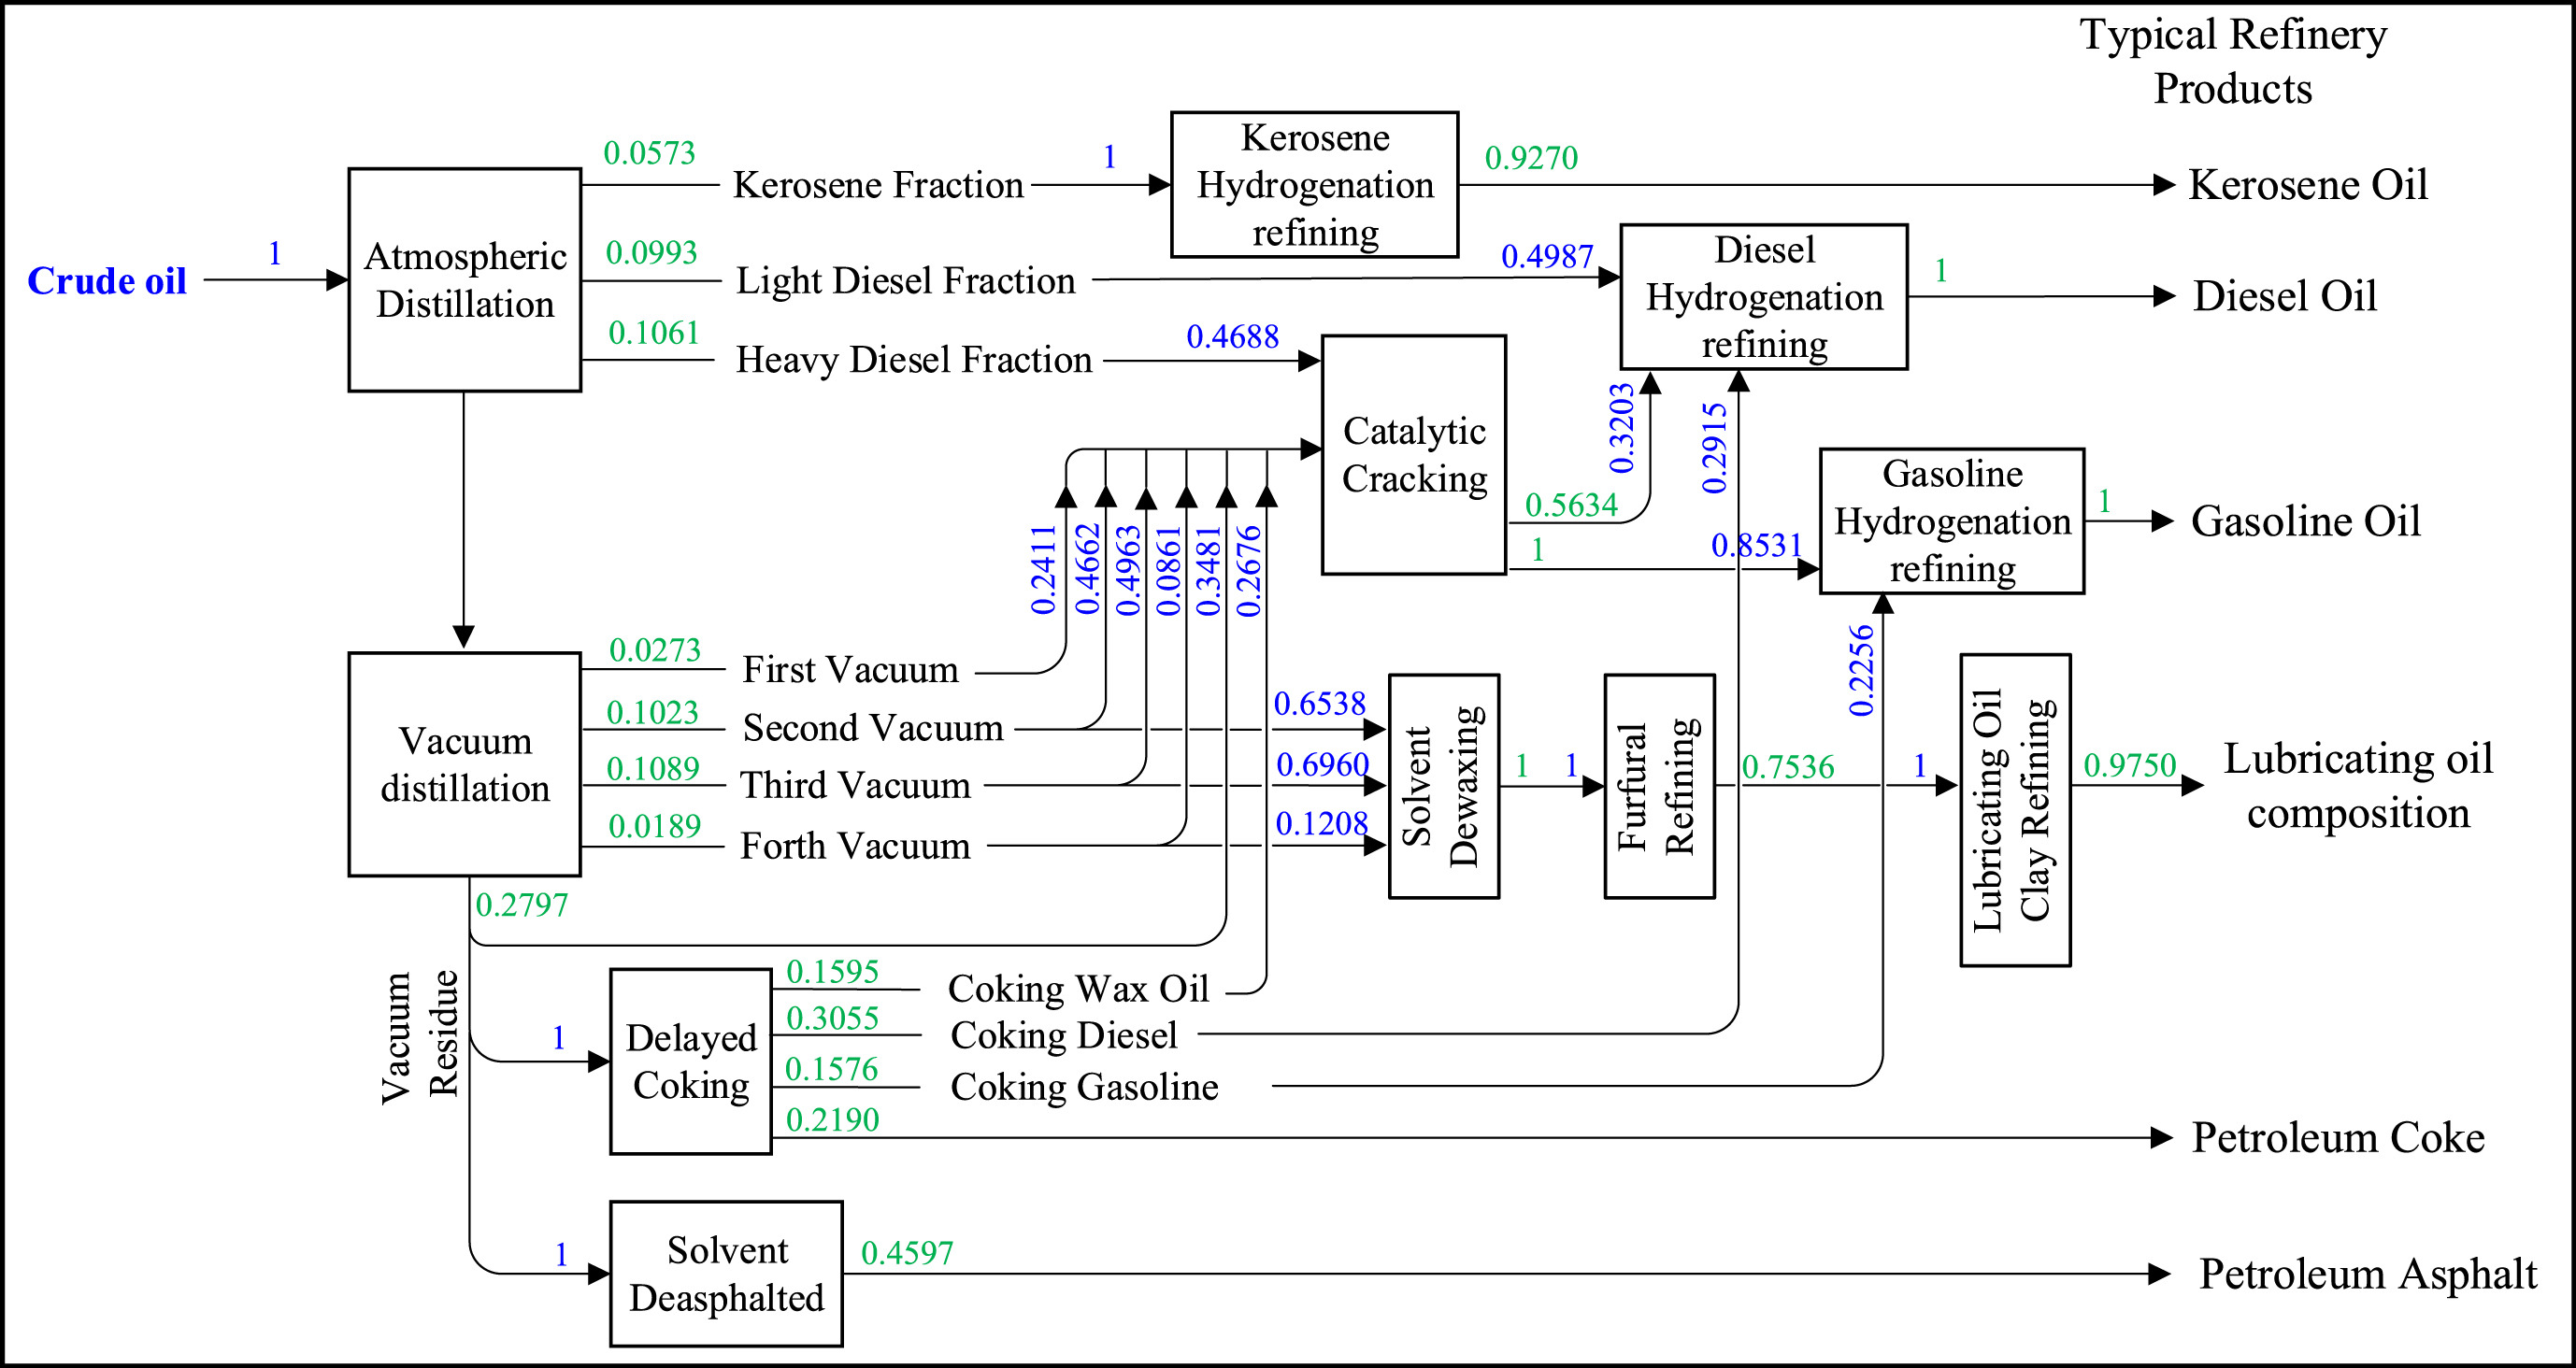 Typical Refinery
Products
0.0573
Kerosene Fraction
1
Kerosene
Hydrogenation
refining
0.9270
Kerosene Oil
Crude oil
1
Atmospheric
Distillation
0.0993
Light Diesel Fraction
0.4987
Diesel
Hydrogenation
refining
1
Diesel Oil
0.1061
Heavy Diesel Fraction
0.4688
Catalytic
Cracking
0.3203
0.2915
0.5634
1
0.8531
Gasoline
Hydrogenation
refining
1
Gasoline Oil
0.2411
0.4662
0.4963
0.0861
0.3481
0.2676
0.2256
Vacuum
distillation
0.0273
First Vacuum
0.1023
Second Vacuum
0.6538
0.1089
Third Vacuum
0.6960
0.0189
Forth Vacuum
0.1208
Solvent
Dewaxing
1
1
Furfural
Refining
0.7536
1
Lubricating Oil
Clay Refining
0.9750
Lubricating oil
composition
0.2797
Vacuum
Residue
1
Delayed
Coking
0.1595
Coking Wax Oil
0.3055
Coking Diesel
0.1576
Coking Gasoline
0.2190
Petroleum Coke
1
Solvent
Deasphalted
0.4597
Petroleum Asphalt